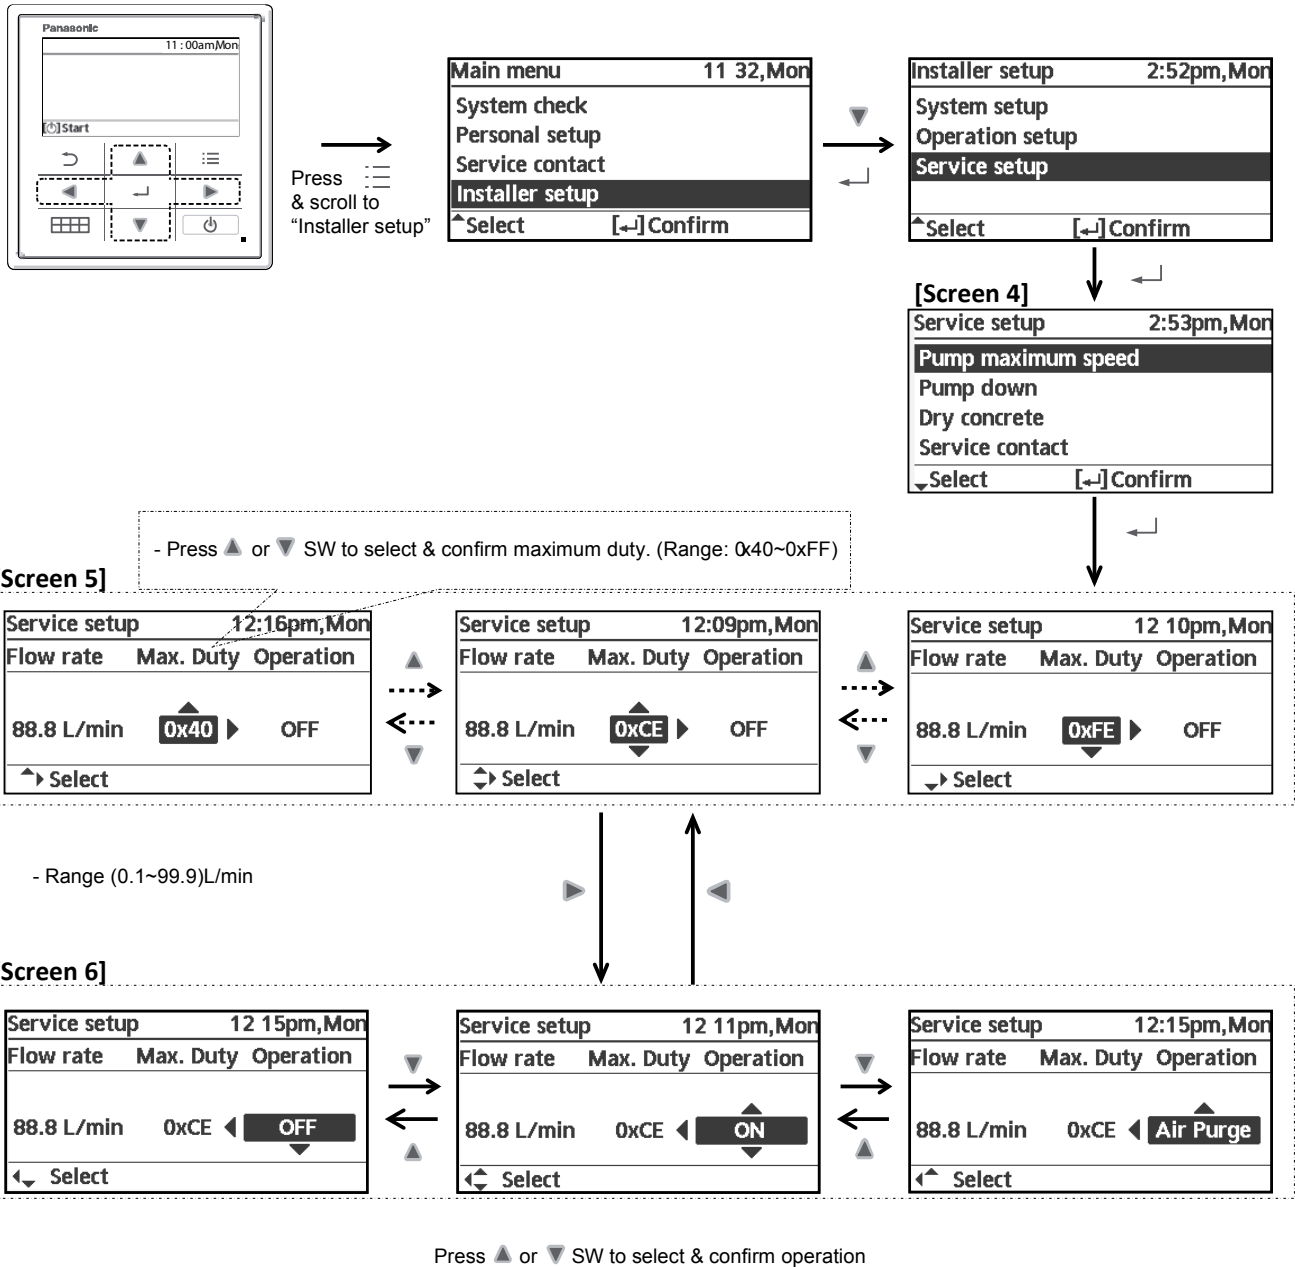 Panasonic
11 : 00am,Mon
[⏻]Start
Press
& scroll to
“Installer setup”
Main menu 11 32,Mon
System check
Personal setup
Service contact
Installer setup
Select [↵]Confirm
Installer setup 2:52pm,Mon
System setup
Operation setup
Service setup
Select [↵]Confirm
[Screen 4]
Service setup 2:53pm,Mon
Pump maximum speed
Pump down
Dry concrete
Service contact
Select [↵]Confirm
- Press ▲ or ▼ SW to select & confirm maximum duty. (Range: 0x40~0xFF)
Screen 5]
Service setup 12:16pm,Mon
Flow rate Max. Duty Operation
88.8 L/min 0x40 OFF
Select
Service setup 12:09pm,Mon
Flow rate Max. Duty Operation
88.8 L/min 0xCE OFF
Select
Service setup 12 10pm,Mon
Flow rate Max. Duty Operation
88.8 L/min 0xFE OFF
Select
- Range (0.1~99.9)L/min
Screen 6]
Service setup 12 15pm,Mon
Flow rate Max. Duty Operation
88.8 L/min 0xCE OFF
Select
Service setup 12 11pm,Mon
Flow rate Max. Duty Operation
88.8 L/min 0xCE ON
Select
Service setup 12:15pm,Mon
Flow rate Max. Duty Operation
88.8 L/min 0xCE Air Purge
Select
Press ▲ or ▼ SW to select & confirm operation